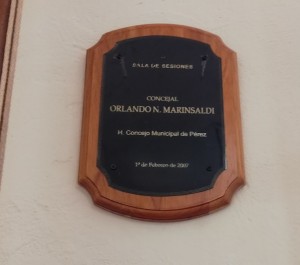 SALA DE SESIONES
CONCEJAL
ORLANDO N. MARINSALDI
H. Concejo Municipal de Pérez
1º de Febrero de 2007